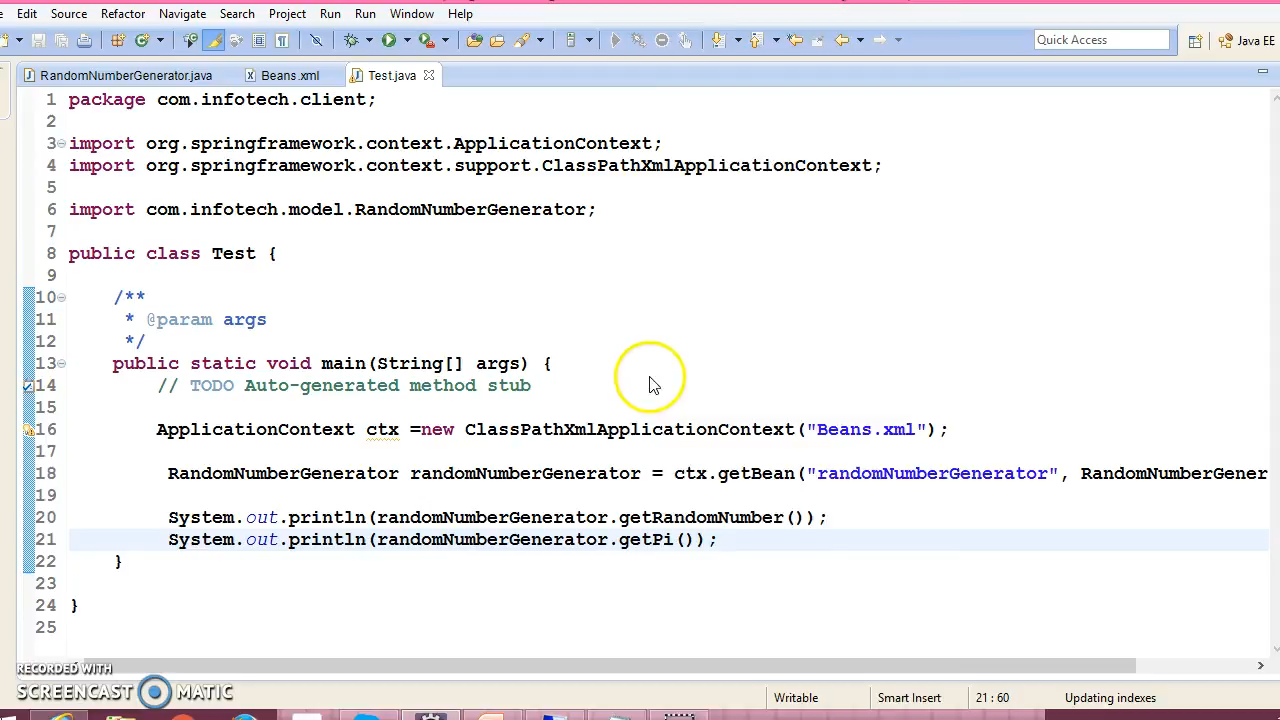 Edit Source Refactor Navigate Search Project Run Run Window Help
Quick Access Java EE
RandomNumberGenerator.java Beans.xml Test.java
1 package com.infotech.client;
2
3 import org.springframework.context.ApplicationContext;
4 import org.springframework.context.support.ClassPathXmlApplicationContext;
5
6 import com.infotech.model.RandomNumberGenerator;
7
8 public class Test {
9
10 /**
11 * @param args
12 */
13 public static void main(String[] args) {
14 // TODO Auto-generated method stub
15
16 ApplicationContext ctx =new ClassPathXmlApplicationContext("Beans.xml");
17
18 RandomNumberGenerator randomNumberGenerator = ctx.getBean("randomNumberGenerator", RandomNumberGener
19
20 System.out.println(randomNumberGenerator.getRandomNumber());
21 System.out.println(randomNumberGenerator.getPi());
22 }
23
24 }
25
RECORDED WITH
SCREENCAST MATIC
Writable Smart Insert 21 : 60 Updating indexes